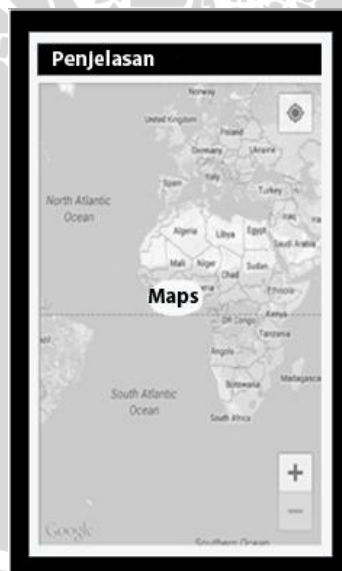 Penjelasan
Norway
United Kingdom
Poland
Germany
Ukraine
Spain
Italy
Turkey
North Atlantic
Ocean
Iraq
Algeria
Libya
Egypt
Saudi Arabia
Mali
Niger
Chad
Sudan
Maps
Ethiopia
DR Congo
Kenya
Tanzania
Angola
Botswana
Madagasca
South Atlantic
Ocean
South Africa
+
−
Google
Southern Ocean